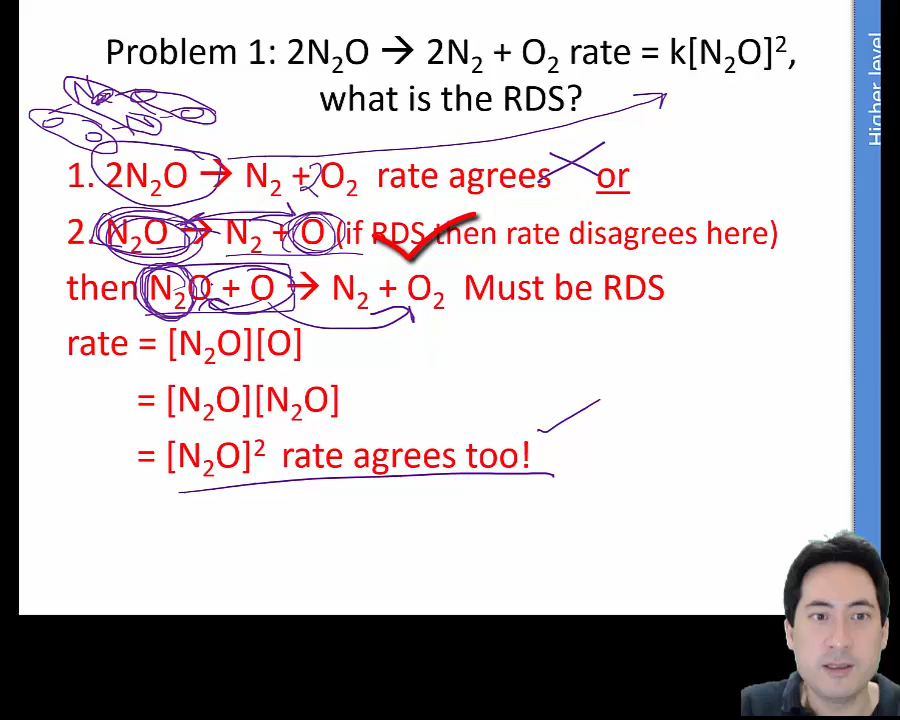 Problem 1: 2N₂O → 2N₂ + O₂ rate = k[N₂O]²,
what is the RDS?
1. 2N₂O → N₂ + 2O₂ rate agrees or
2. N₂O → N₂ + O (if RDS then rate disagrees here)
then N₂O + O → N₂ + O₂ Must be RDS
rate = [N₂O][O]
= [N₂O][N₂O]
= [N₂O]² rate agrees too!
Higher level